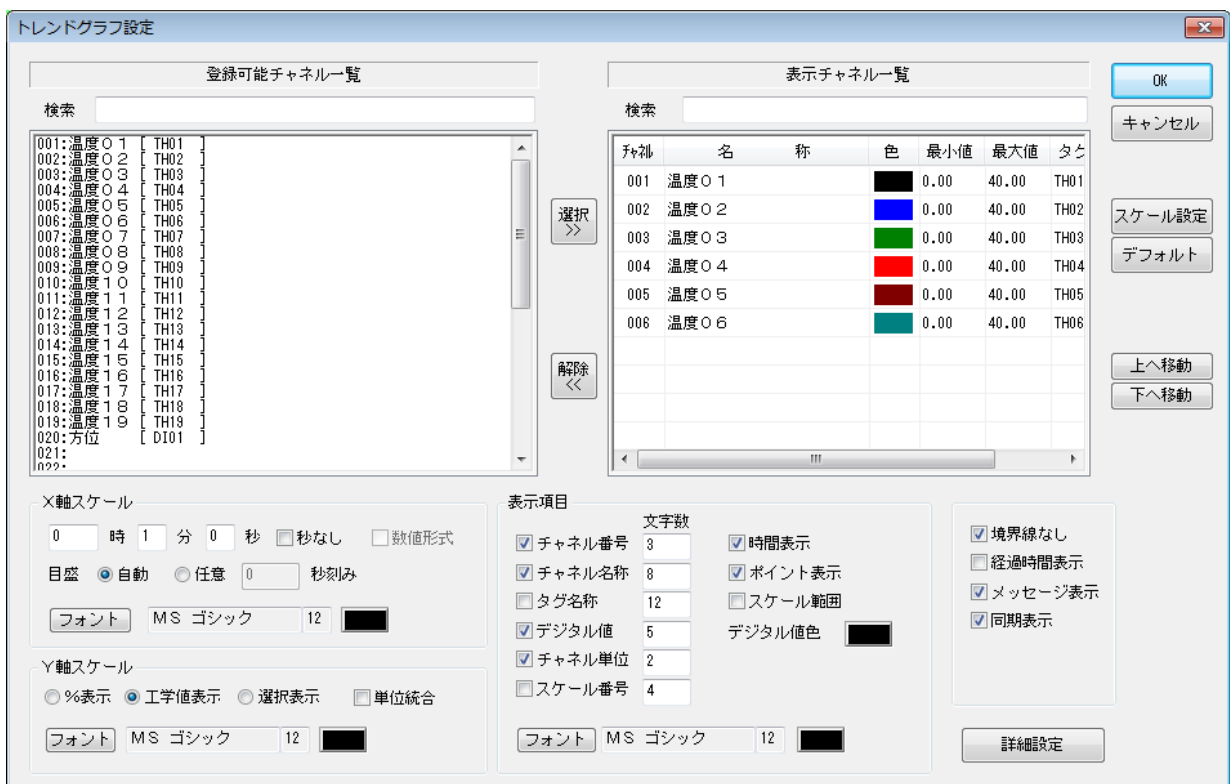 トレンドグラフ設定
登録可能チャネル一覧
検索
001:温度０１ [ TH01 ]
002:温度０２ [ TH02 ]
003:温度０３ [ TH03 ]
004:温度０４ [ TH04 ]
005:温度０５ [ TH05 ]
006:温度０６ [ TH06 ]
007:温度０７ [ TH07 ]
008:温度０８ [ TH08 ]
009:温度０９ [ TH09 ]
010:温度１０ [ TH10 ]
011:温度１１ [ TH11 ]
012:温度１２ [ TH12 ]
013:温度１３ [ TH13 ]
014:温度１４ [ TH14 ]
015:温度１５ [ TH15 ]
016:温度１６ [ TH16 ]
017:温度１７ [ TH17 ]
018:温度１８ [ TH18 ]
019:温度１９ [ TH19 ]
020:方位 [ DI01 ]
021:
022:
選択
>>
解除
<<
表示チャネル一覧
検索
ﾁｬﾈﾙ 名 称 色 最小値 最大値 タグ
001 温度０１ 0.00 40.00 TH01
002 温度０２ 0.00 40.00 TH02
003 温度０３ 0.00 40.00 TH03
004 温度０４ 0.00 40.00 TH04
005 温度０５ 0.00 40.00 TH05
006 温度０６ 0.00 40.00 TH06
OK
キャンセル
スケール設定
デフォルト
上へ移動
下へ移動
X軸スケール
0 時 1 分 0 秒 秒なし 数値形式
目盛 自動 任意 0 秒刻み
フォント ＭＳ ゴシック 12
Y軸スケール
%表示 工学値表示 選択表示 単位統合
フォント ＭＳ ゴシック 12
表示項目
文字数
チャネル番号 3 時間表示
チャネル名称 8 ポイント表示
タグ名称 12 スケール範囲
デジタル値 5 デジタル値色
チャネル単位 2
スケール番号 4
フォント ＭＳ ゴシック 12
境界線なし
経過時間表示
メッセージ表示
同期表示
詳細設定